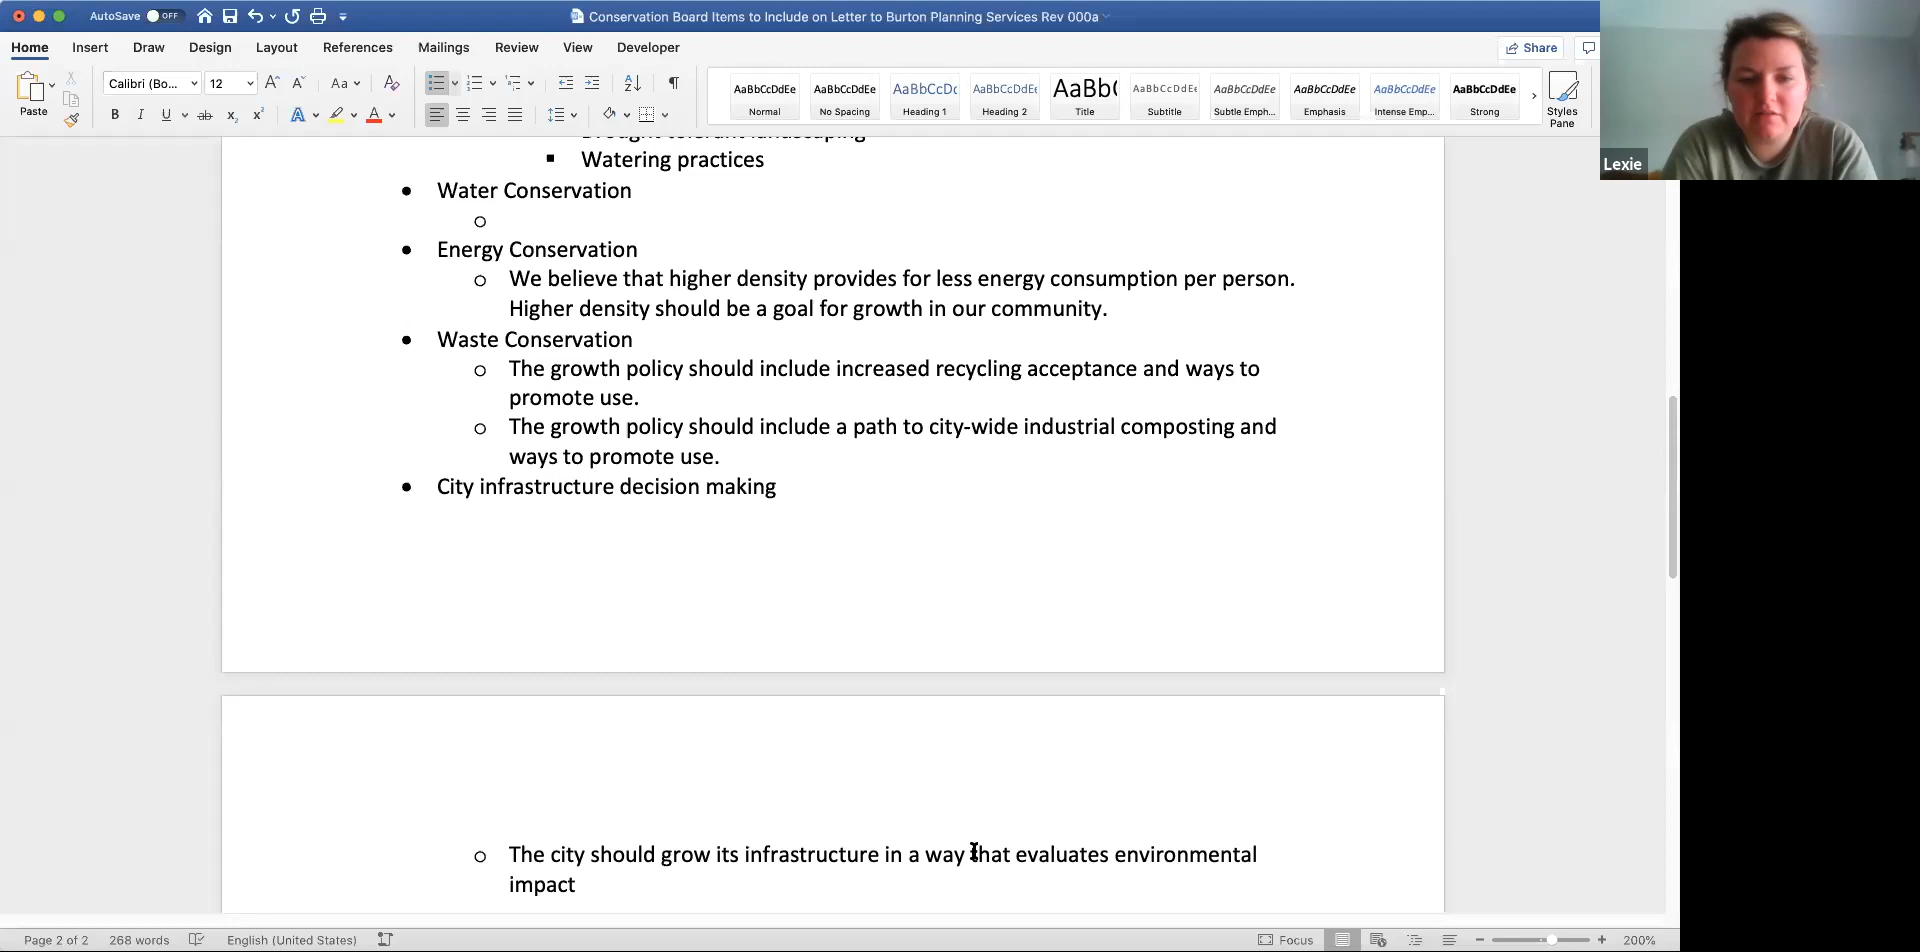 AutoSave OFF
Conservation Board Items to Include on Letter to Burton Planning Services Rev 000a
Home Insert Draw Design Layout References Mailings Review View Developer Share
Paste
Calibri (Bo... 12
AaBbCcDdEe AaBbCcDdEe AaBbCcDc AaBbCcDdEe AaBb( AaBbCcDdEe AaBbCcDdEe AaBbCcDdEe AaBbCcDdEe AaBbCcDdEe
Normal No Spacing Heading 1 Heading 2 Title Subtitle Subtle Emph... Emphasis Intense Emp... Strong
Styles
Pane
Lexie
Watering practices
Water Conservation
Energy Conservation
We believe that higher density provides for less energy consumption per person.
Higher density should be a goal for growth in our community.
Waste Conservation
The growth policy should include increased recycling acceptance and ways to
promote use.
The growth policy should include a path to city-wide industrial composting and
ways to promote use.
City infrastructure decision making
The city should grow its infrastructure in a way that evaluates environmental
impact
Page 2 of 2 268 words English (United States) Focus 200%